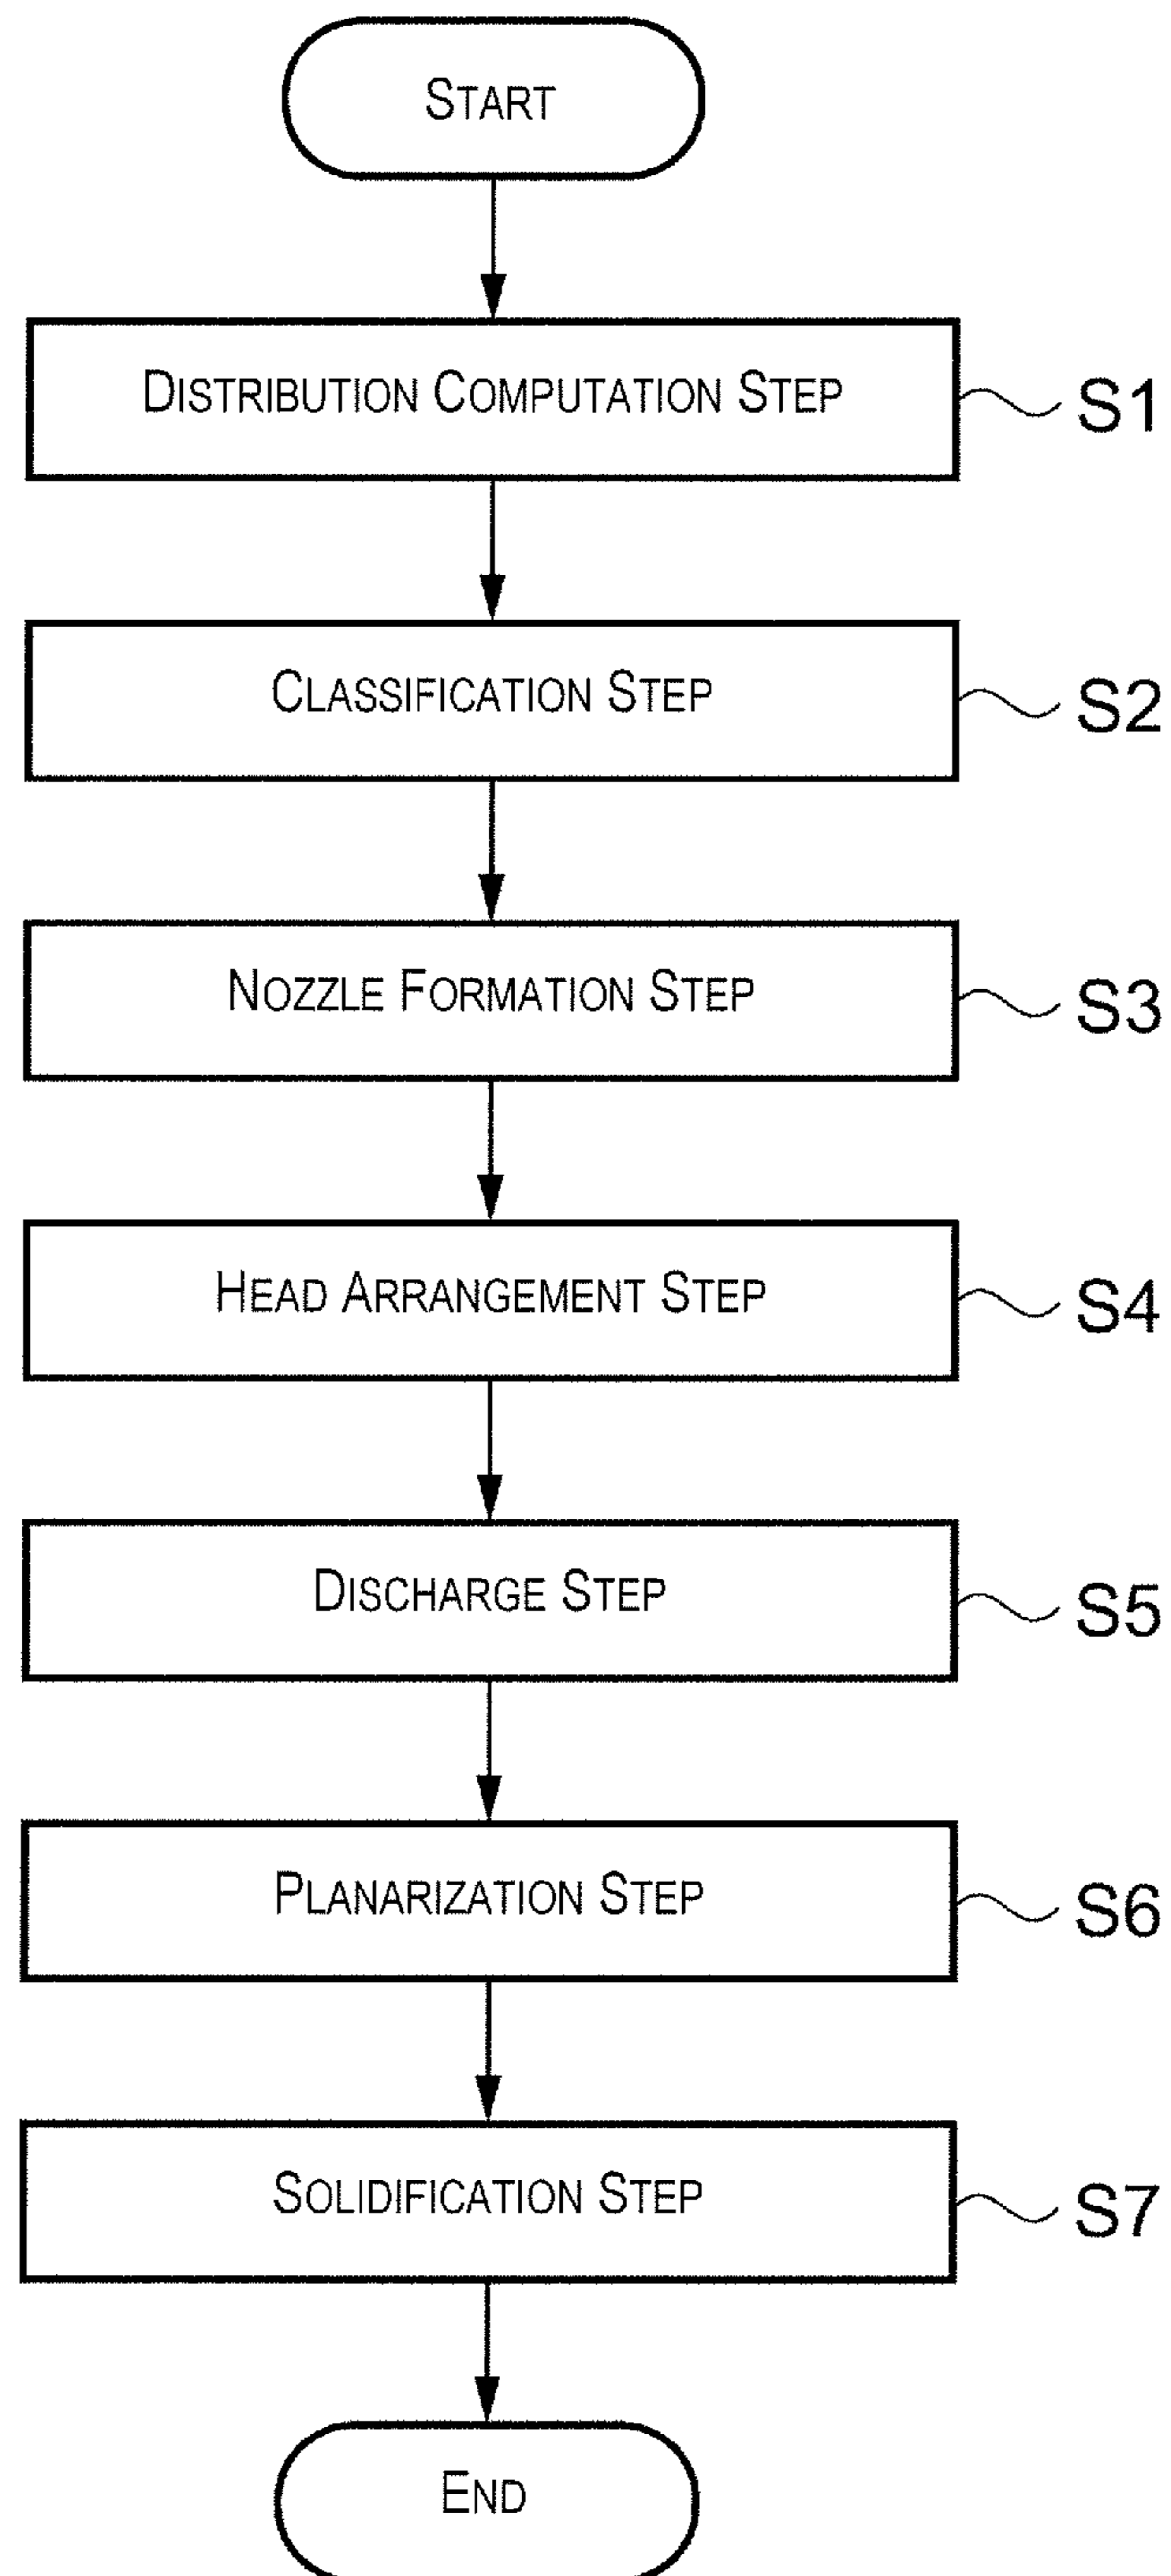 START
DISTRIBUTION COMPUTATION STEP S1
CLASSIFICATION STEP S2
NOZZLE FORMATION STEP S3
HEAD ARRANGEMENT STEP S4
DISCHARGE STEP S5
PLANARIZATION STEP S6
SOLIDIFICATION STEP S7
END